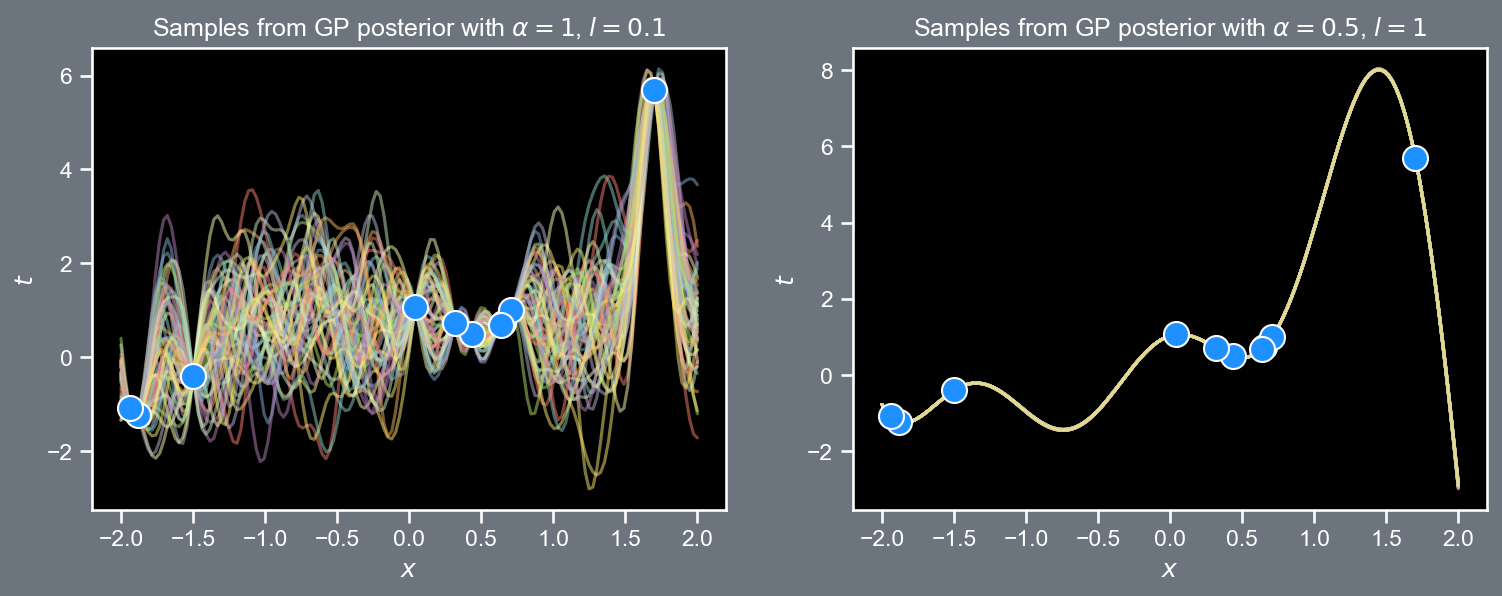 Samples from GP posterior with α = 1, l = 0.1
6
4
2
0
−2
t
−2.0 −1.5 −1.0 −0.5 0.0 0.5 1.0 1.5 2.0
x
Samples from GP posterior with α = 0.5, l = 1
8
6
4
2
0
−2
t
−2.0 −1.5 −1.0 −0.5 0.0 0.5 1.0 1.5 2.0
x